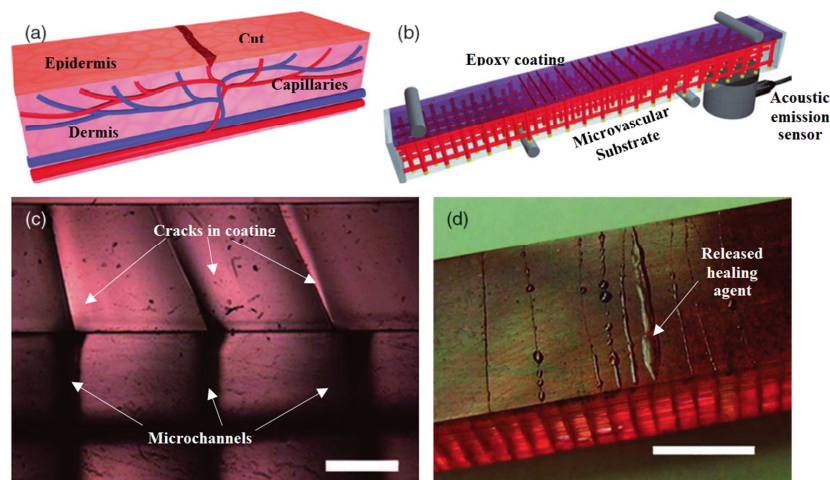 (a)
Cut
Epidermis
Capillaries
Dermis
(b)
Epoxy coating
Acoustic
emission
sensor
Microvascular
Substrate
(c)
Cracks in coating
Microchannels
(d)
Released
healing
agent